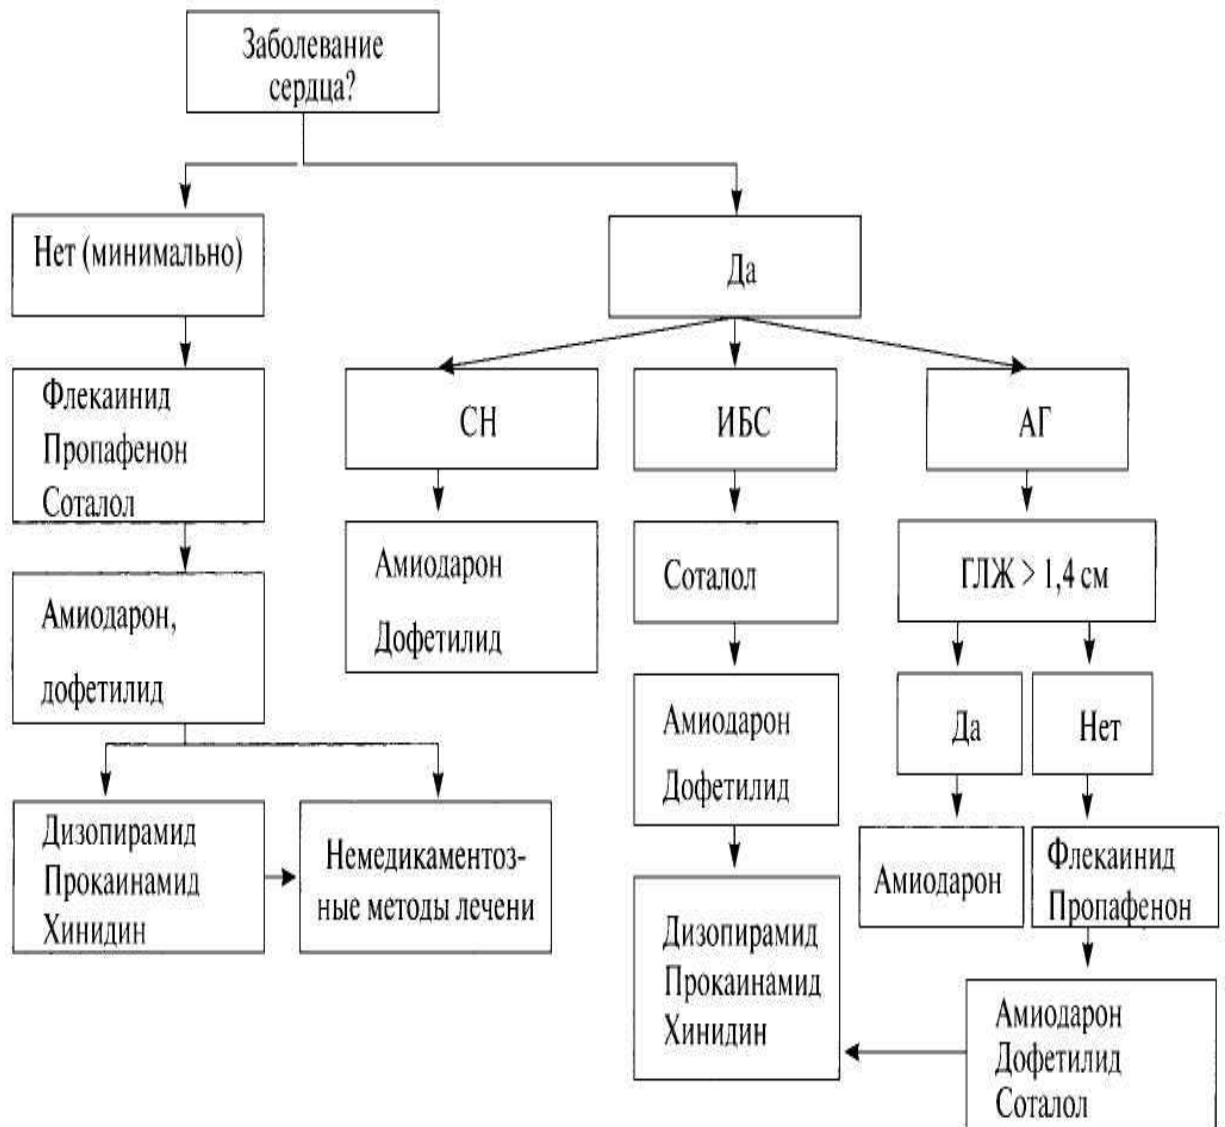 Заболевание
сердца?
Нет (минимально)
Да
Флекаинид
Пропафенон
Соталол
СН
ИБС
АГ
Амиодарон,
дофетилид
Амиодарон
Дофетилид
Соталол
ГЛЖ > 1,4 см
Амиодарон
Дофетилид
Да
Нет
Дизопирамид
Прокаинамид
Хинидин
Немедикаментоз-
ные методы лечени
Амиодарон
Флекаинид
Пропафенон
Дизопирамид
Прокаинамид
Хинидин
Амиодарон
Дофетилид
Соталол